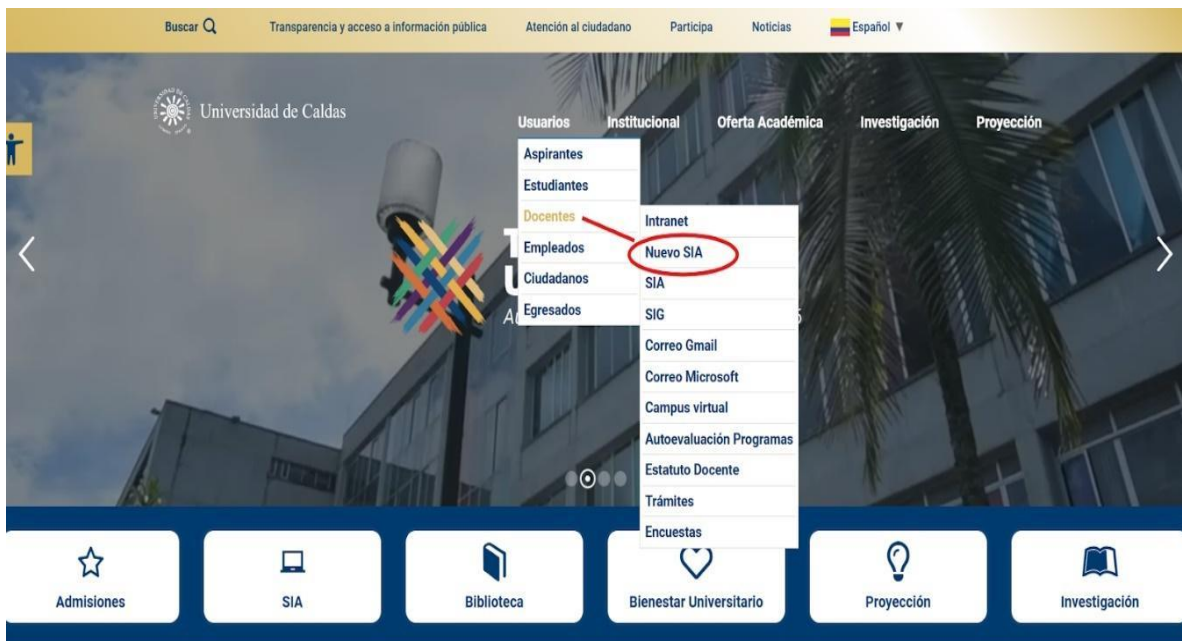 Buscar
Transparencia y acceso a información pública
Atención al ciudadano
Participa
Noticias
Español ▼
Universidad de Caldas
Usuarios
Institucional
Oferta Académica
Investigación
Proyección
Aspirantes
Estudiantes
Docentes
Empleados
Ciudadanos
Egresados
Intranet
Nuevo SIA
SIA
SIG
Correo Gmail
Correo Microsoft
Campus virtual
Autoevaluación Programas
Estatuto Docente
Trámites
Encuestas
Admisiones
SIA
Biblioteca
Bienestar Universitario
Proyección
Investigación